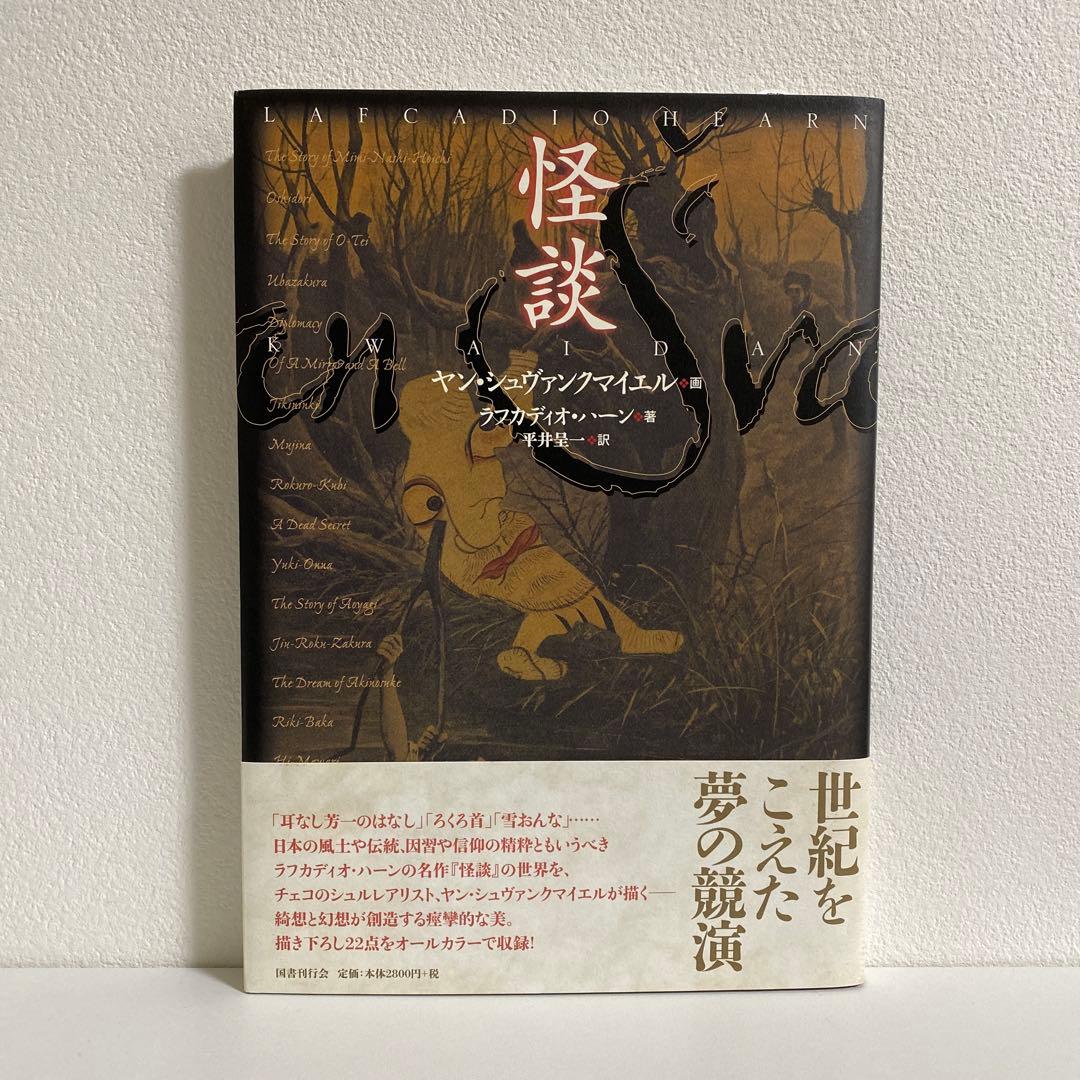 LAFCADIO HEARN
怪談
KWAIDAN
ヤン・シュヴァンクマイエル 画
ラフカディオ・ハーン 著
平井呈一 訳
The Story of Mimi-Nashi-Hoichi
Oshidori
The Story of O-Tei
Ubazakura
Diplomacy
Of A Mirror and A Bell
Jikininki
Mujina
Rokuro-Kubi
A Dead Secret
Yuki-Onna
The Story of Aoyagi
Jiu-Roku-Zakura
The Dream of Akinosuke
Riki-Baka
an Šva
世紀を
こえた
夢の競演
「耳なし芳一のはなし」「ろくろ首」「雪おんな」……
日本の風土や伝統、因習や信仰の精粋ともいうべき
ラフカディオ・ハーンの名作『怪談』の世界を、
チェコのシュルレアリスト、ヤン・シュヴァンクマイエルが描く──
綺想と幻想が創造する痙攣的な美。
描き下ろし22点をオールカラーで収録!
国書刊行会 定価:本体2800円+税